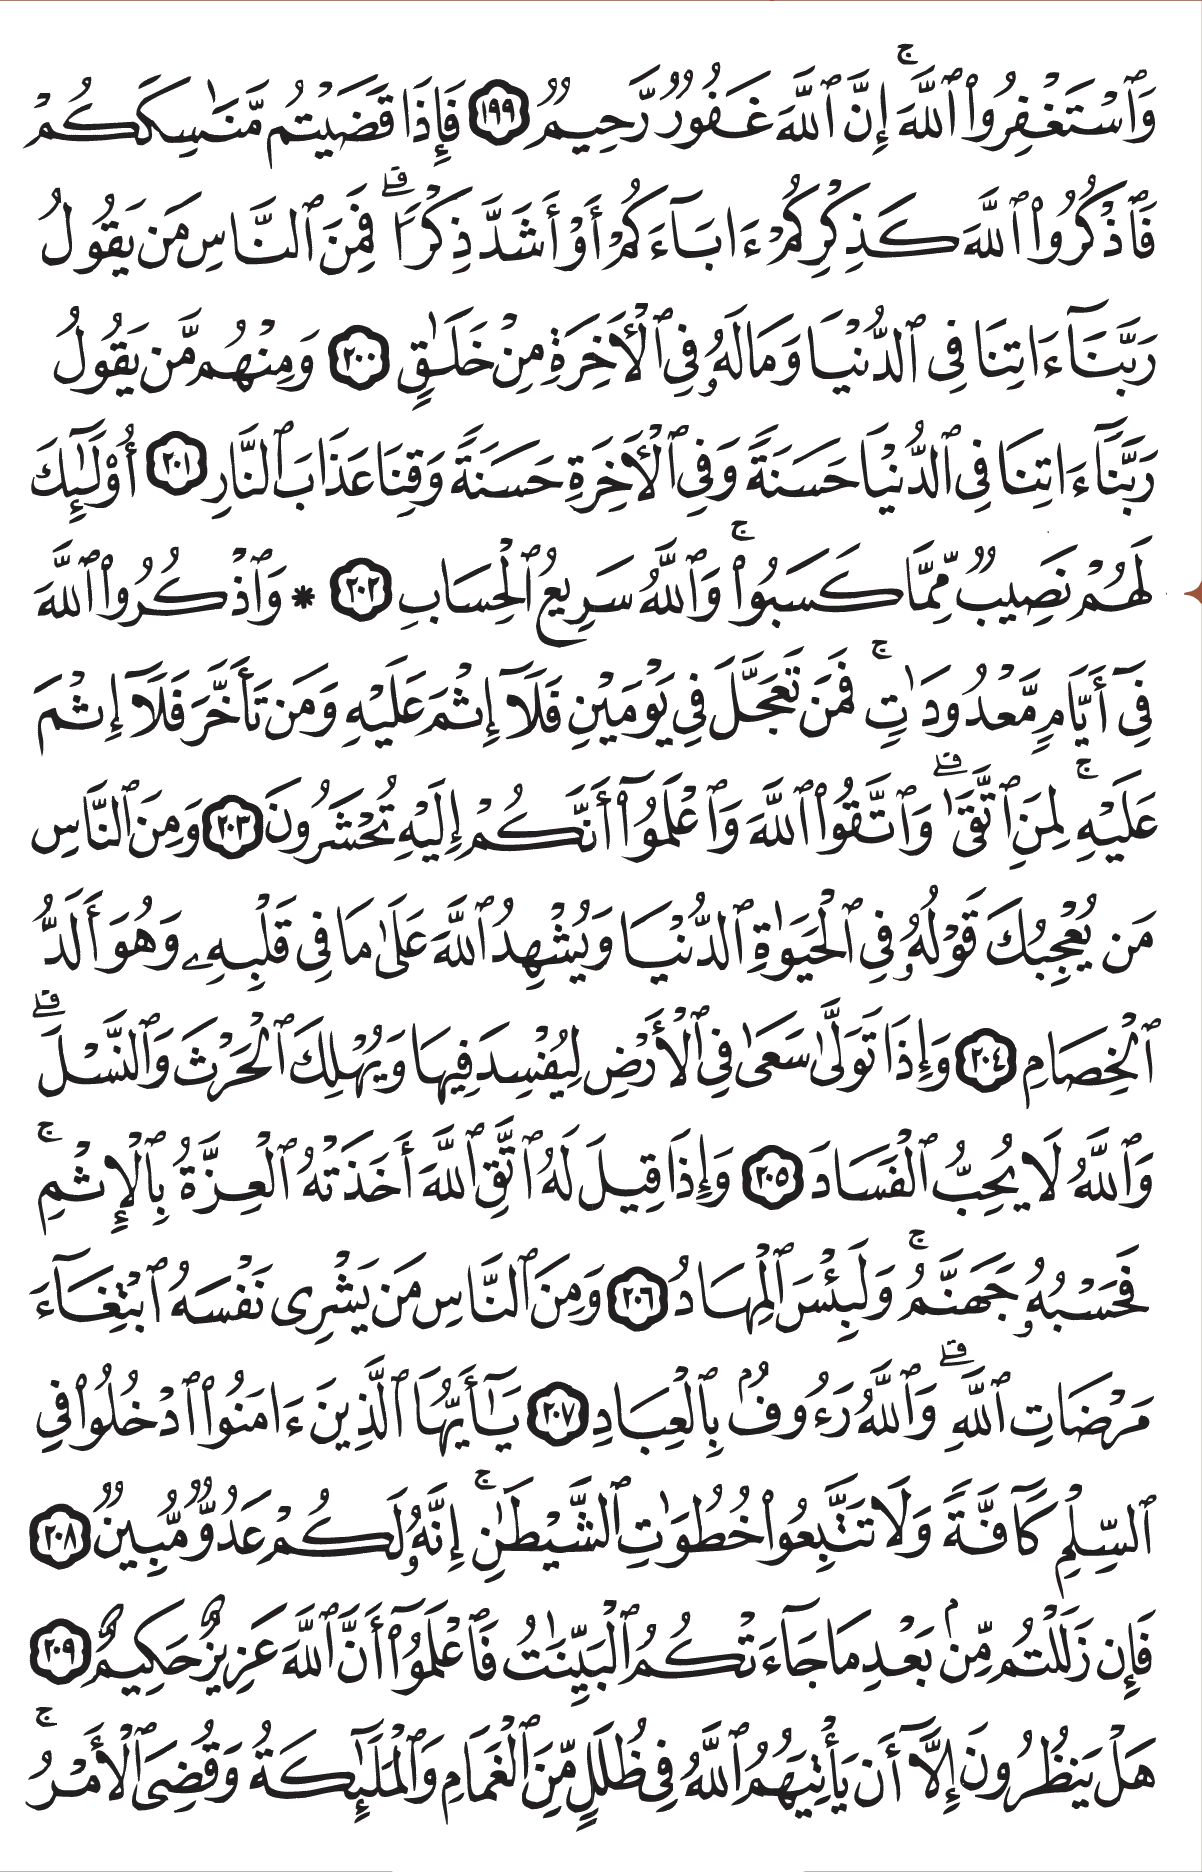 وَٱسْتَغْفِرُوا۟ ٱللَّهَ ۚ إِنَّ ٱللَّهَ غَفُورٌ رَّحِيمٌ ١٩٩ فَإِذَا قَضَيْتُم مَّنَـٰسِكَكُمْ
فَٱذْكُرُوا۟ ٱللَّهَ كَذِكْرِكُمْ ءَابَآءَكُمْ أَوْ أَشَدَّ ذِكْرًا ۗ فَمِنَ ٱلنَّاسِ مَن يَقُولُ
رَبَّنَآ ءَاتِنَا فِى ٱلدُّنْيَا وَمَا لَهُۥ فِى ٱلْـَٔاخِرَةِ مِنْ خَلَـٰقٍ ٢٠٠ وَمِنْهُم مَّن يَقُولُ
رَبَّنَآ ءَاتِنَا فِى ٱلدُّنْيَا حَسَنَةً وَفِى ٱلْـَٔاخِرَةِ حَسَنَةً وَقِنَا عَذَابَ ٱلنَّارِ ٢٠١ أُو۟لَـٰٓئِكَ
لَهُمْ نَصِيبٌ مِّمَّا كَسَبُوا۟ ۚ وَٱللَّهُ سَرِيعُ ٱلْحِسَابِ ٢٠٢ * وَٱذْكُرُوا۟ ٱللَّهَ
فِىٓ أَيَّامٍ مَّعْدُودَٰتٍ ۚ فَمَن تَعَجَّلَ فِى يَوْمَيْنِ فَلَآ إِثْمَ عَلَيْهِ وَمَن تَأَخَّرَ فَلَآ إِثْمَ
عَلَيْهِ ۚ لِمَنِ ٱتَّقَىٰ ۗ وَٱتَّقُوا۟ ٱللَّهَ وَٱعْلَمُوٓا۟ أَنَّكُمْ إِلَيْهِ تُحْشَرُونَ ٢٠٣ وَمِنَ ٱلنَّاسِ
مَن يُعْجِبُكَ قَوْلُهُۥ فِى ٱلْحَيَوٰةِ ٱلدُّنْيَا وَيُشْهِدُ ٱللَّهَ عَلَىٰ مَا فِى قَلْبِهِۦ وَهُوَ أَلَدُّ
ٱلْخِصَامِ ٢٠٤ وَإِذَا تَوَلَّىٰ سَعَىٰ فِى ٱلْأَرْضِ لِيُفْسِدَ فِيهَا وَيُهْلِكَ ٱلْحَرْثَ وَٱلنَّسْلَ ۗ
وَٱللَّهُ لَا يُحِبُّ ٱلْفَسَادَ ٢٠٥ وَإِذَا قِيلَ لَهُ ٱتَّقِ ٱللَّهَ أَخَذَتْهُ ٱلْعِزَّةُ بِٱلْإِثْمِ ۚ
فَحَسْبُهُۥ جَهَنَّمُ ۚ وَلَبِئْسَ ٱلْمِهَادُ ٢٠٦ وَمِنَ ٱلنَّاسِ مَن يَشْرِى نَفْسَهُ ٱبْتِغَآءَ
مَرْضَاتِ ٱللَّهِ ۗ وَٱللَّهُ رَءُوفٌۢ بِٱلْعِبَادِ ٢٠٧ يَـٰٓأَيُّهَا ٱلَّذِينَ ءَامَنُوا۟ ٱدْخُلُوا۟ فِى
ٱلسِّلْمِ كَآفَّةً وَلَا تَتَّبِعُوا۟ خُطُوَٰتِ ٱلشَّيْطَـٰنِ ۚ إِنَّهُۥ لَكُمْ عَدُوٌّ مُّبِينٌ ٢٠٨
فَإِن زَلَلْتُم مِّنۢ بَعْدِ مَا جَآءَتْكُمُ ٱلْبَيِّنَـٰتُ فَٱعْلَمُوٓا۟ أَنَّ ٱللَّهَ عَزِيزٌ حَكِيمٌ ٢٠٩
هَلْ يَنظُرُونَ إِلَّآ أَن يَأْتِيَهُمُ ٱللَّهُ فِى ظُلَلٍ مِّنَ ٱلْغَمَامِ وَٱلْمَلَـٰٓئِكَةُ وَقُضِىَ ٱلْأَمْرُ ۚ